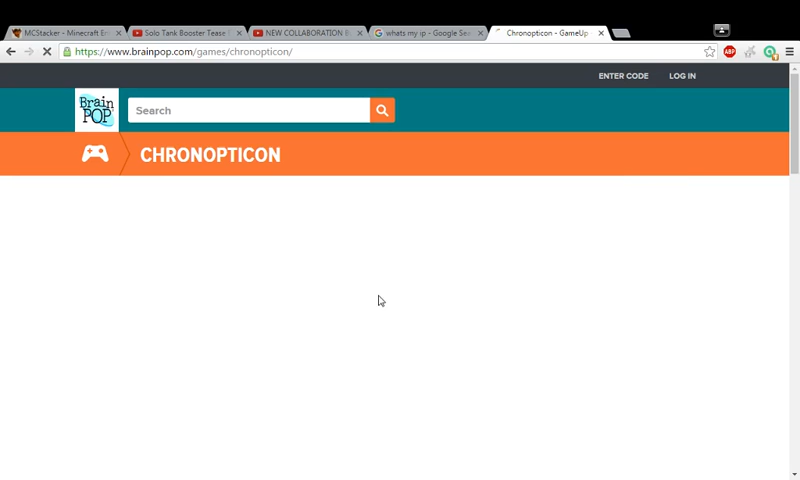 MCStacker - Minecraft En
Solo Tank Booster Tease
NEW COLLABORATION
whats my ip - Google Sea
Chronopticon - GameUp
https://www.brainpop.com/games/chronopticon/
ABP
ENTER CODE
LOG IN
Brain
POP
Search
CHRONOPTICON